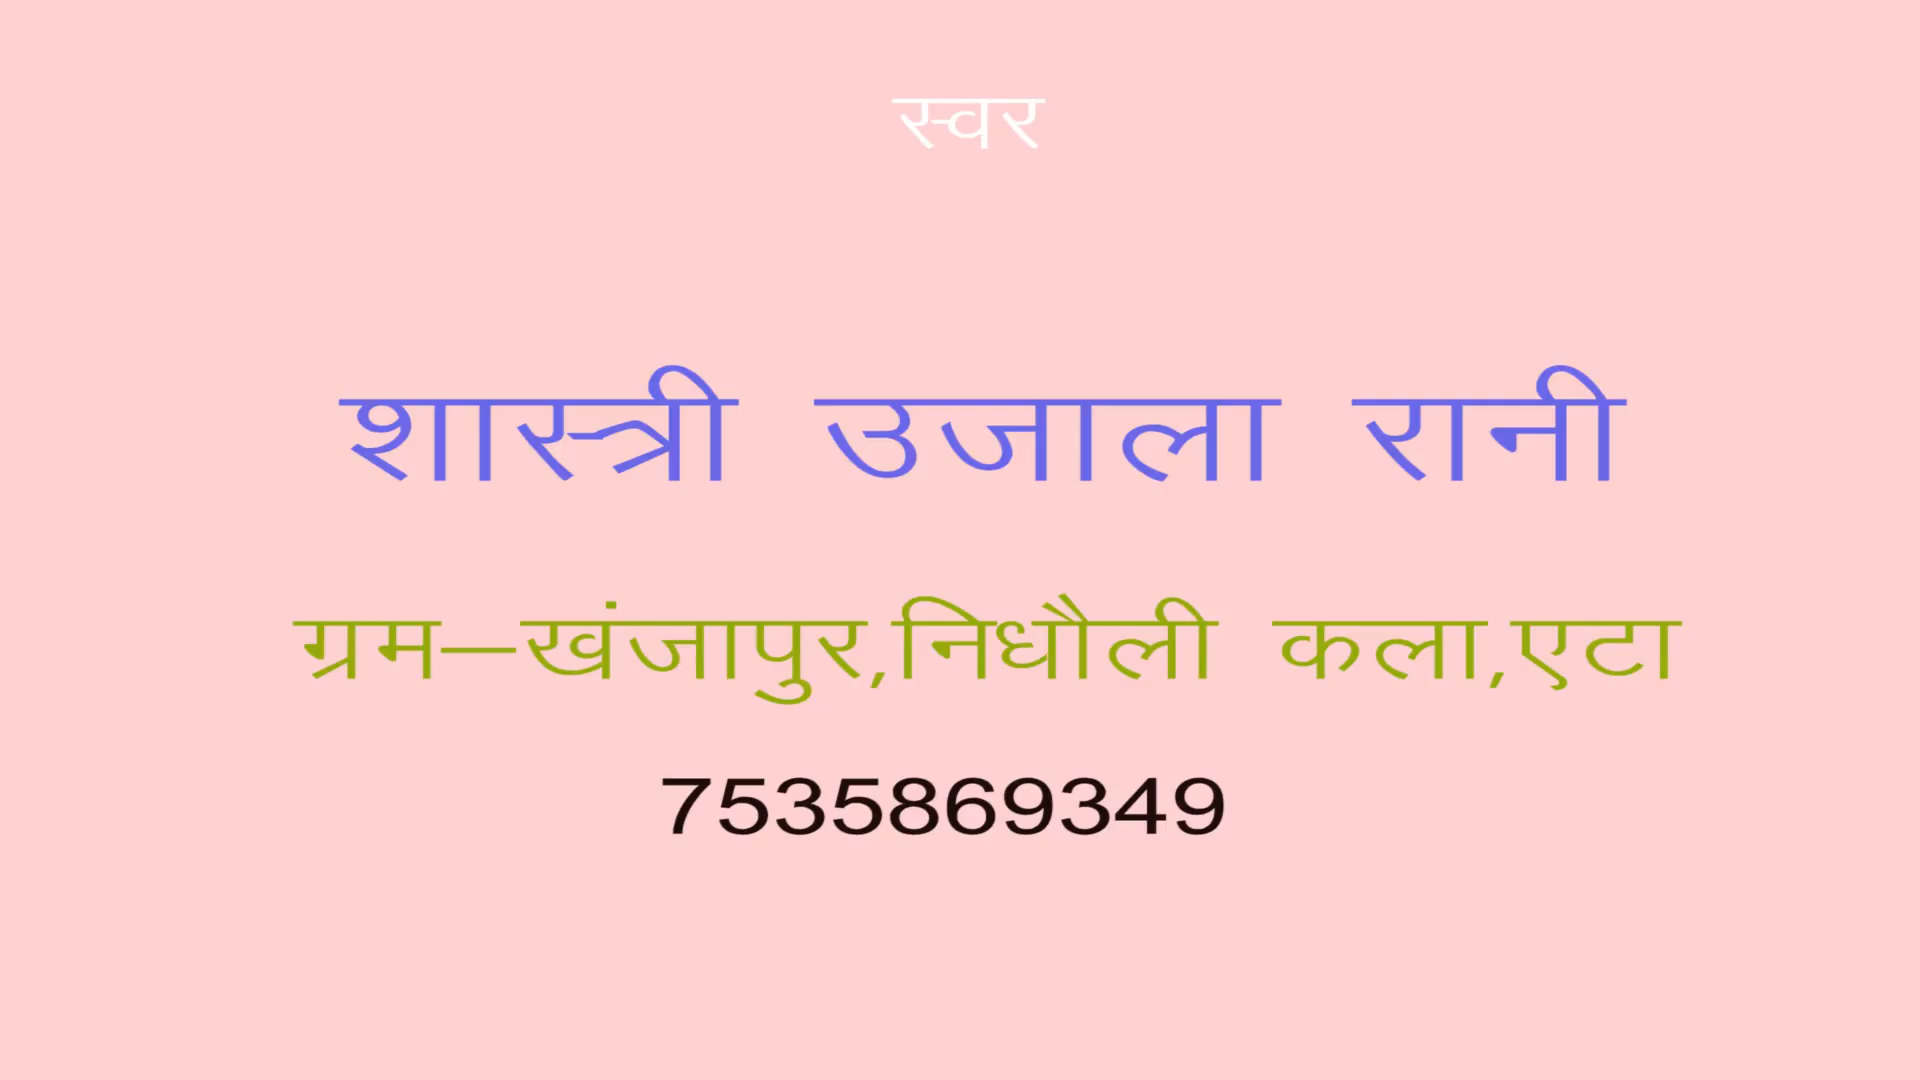 स्वर
शास्त्री उजाला रानी
ग्रम–खंजापुर,निधौली कला,एटा
7535869349